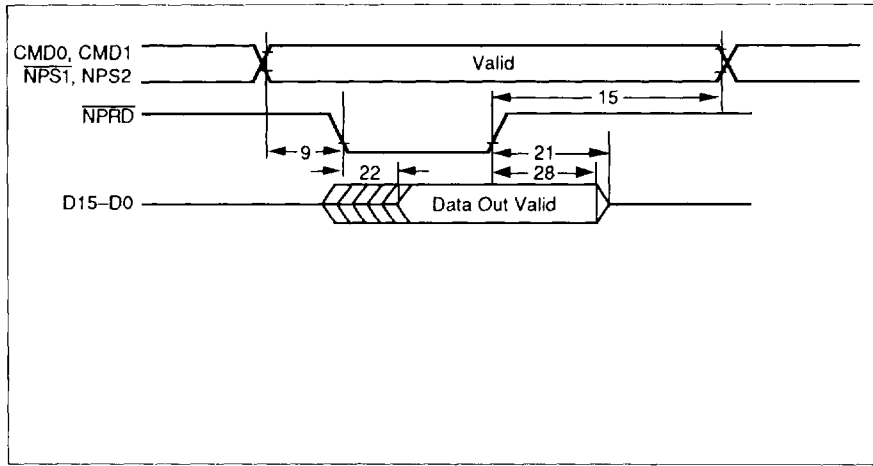 CMD0, CMD1
NPS1, NPS2
Valid
15
NPRD
9
21
22
28
D15–D0
Data Out Valid